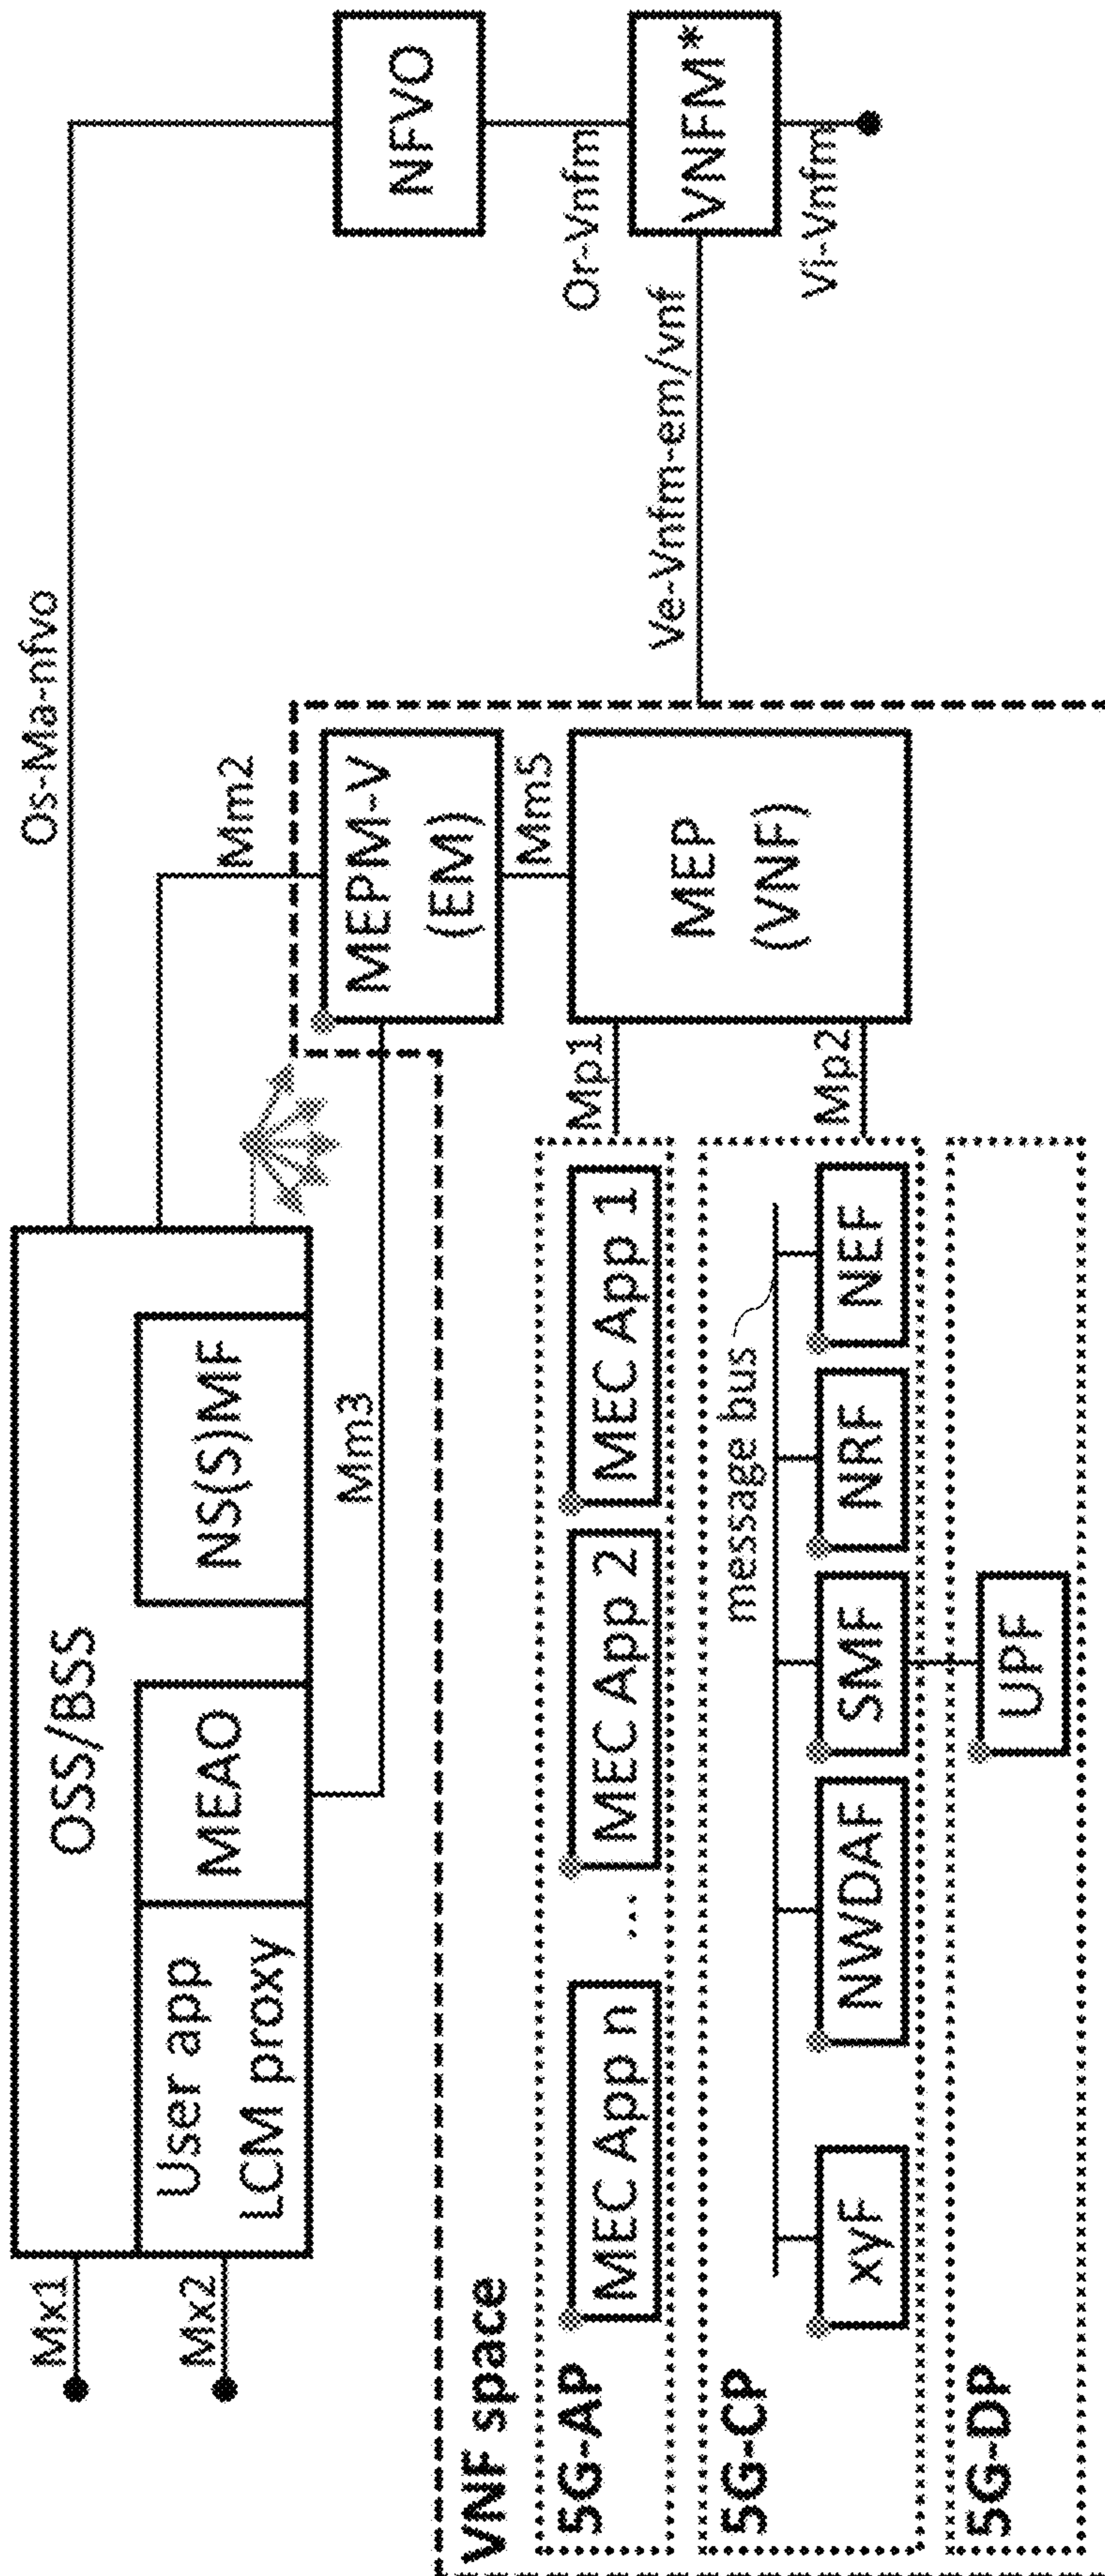 Mx1
Mx2
OSS/BSS
User app
LCM proxy
MEAO
NS(S)MF
Os-Ma-nfvo
Mm2
Mm3
NFVO
Or-Vnfm
VNFM*
Vi-Vnfm
Ve-Vnfm-em/vnf
VNF space
MEPM-V
(EM)
Mm5
MEP
(VNF)
Mp1
Mp2
5G-AP
MEC App n
...
MEC App 2
MEC App 1
5G-CP
message bus
xyF
NWDAF
SMF
NRF
NEF
5G-DP
UPF